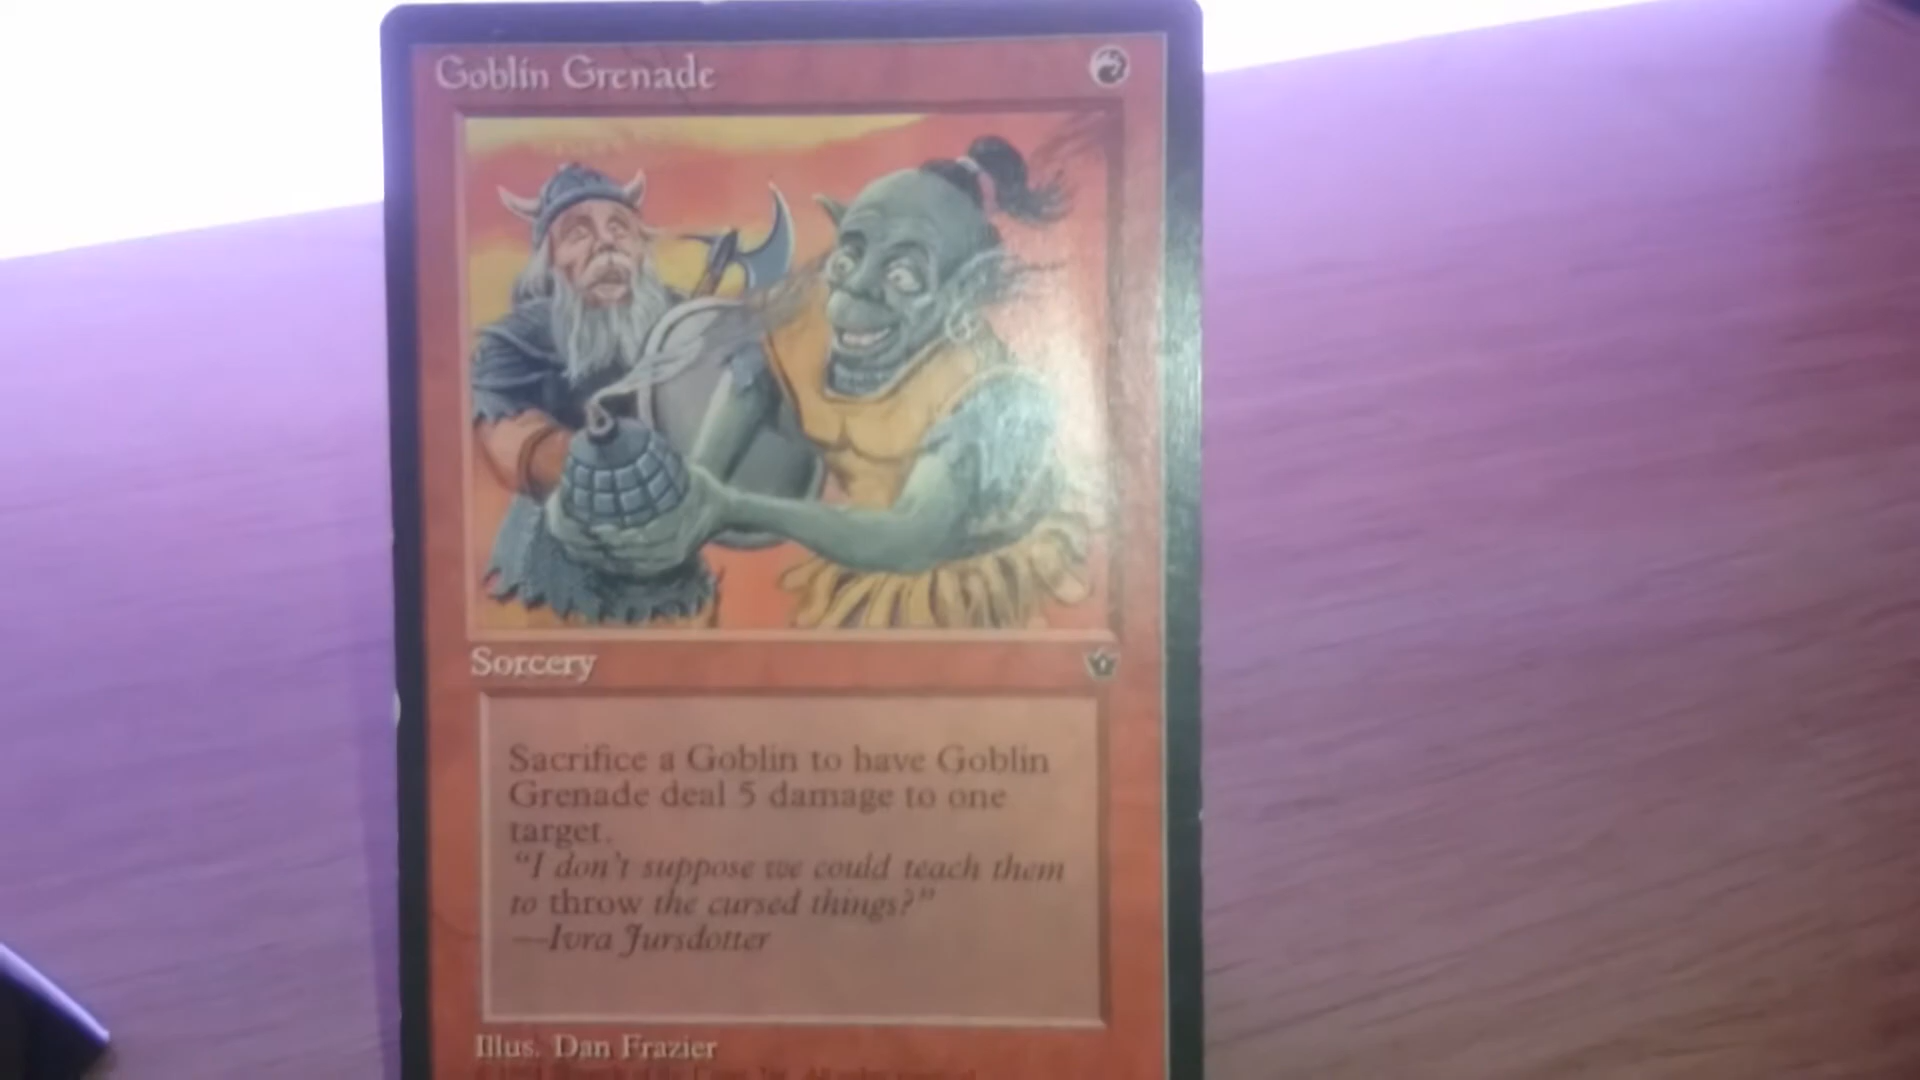 Goblin Grenade
Sorcery
Sacrifice a Goblin to have Goblin
Grenade deal 5 damage to one
target.
"I don't suppose we could teach them
to throw the cursed things?"
—Ivra Jursdotter
Illus. Dan Frazier